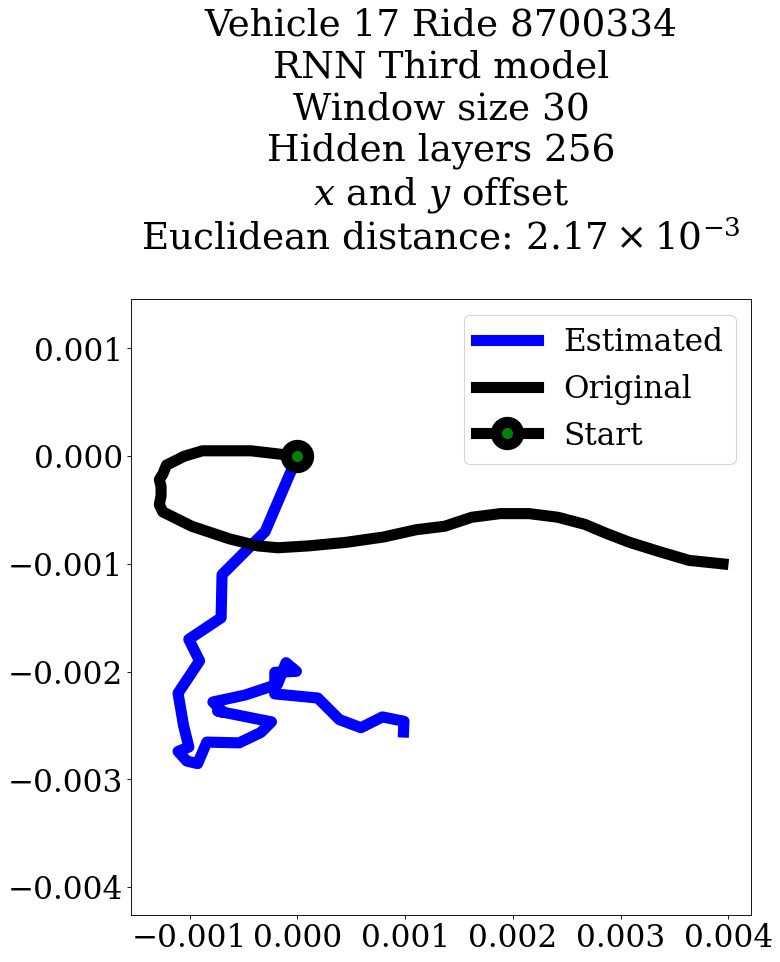 Vehicle 17 Ride 8700334
RNN Third model
Window size 30
Hidden layers 256
x and y offset
Euclidean distance: 2.17 × 10⁻³
Estimated
Original
Start
0.001
0.000
−0.001
−0.002
−0.003
−0.004
−0.001 0.000 0.001 0.002 0.003 0.004